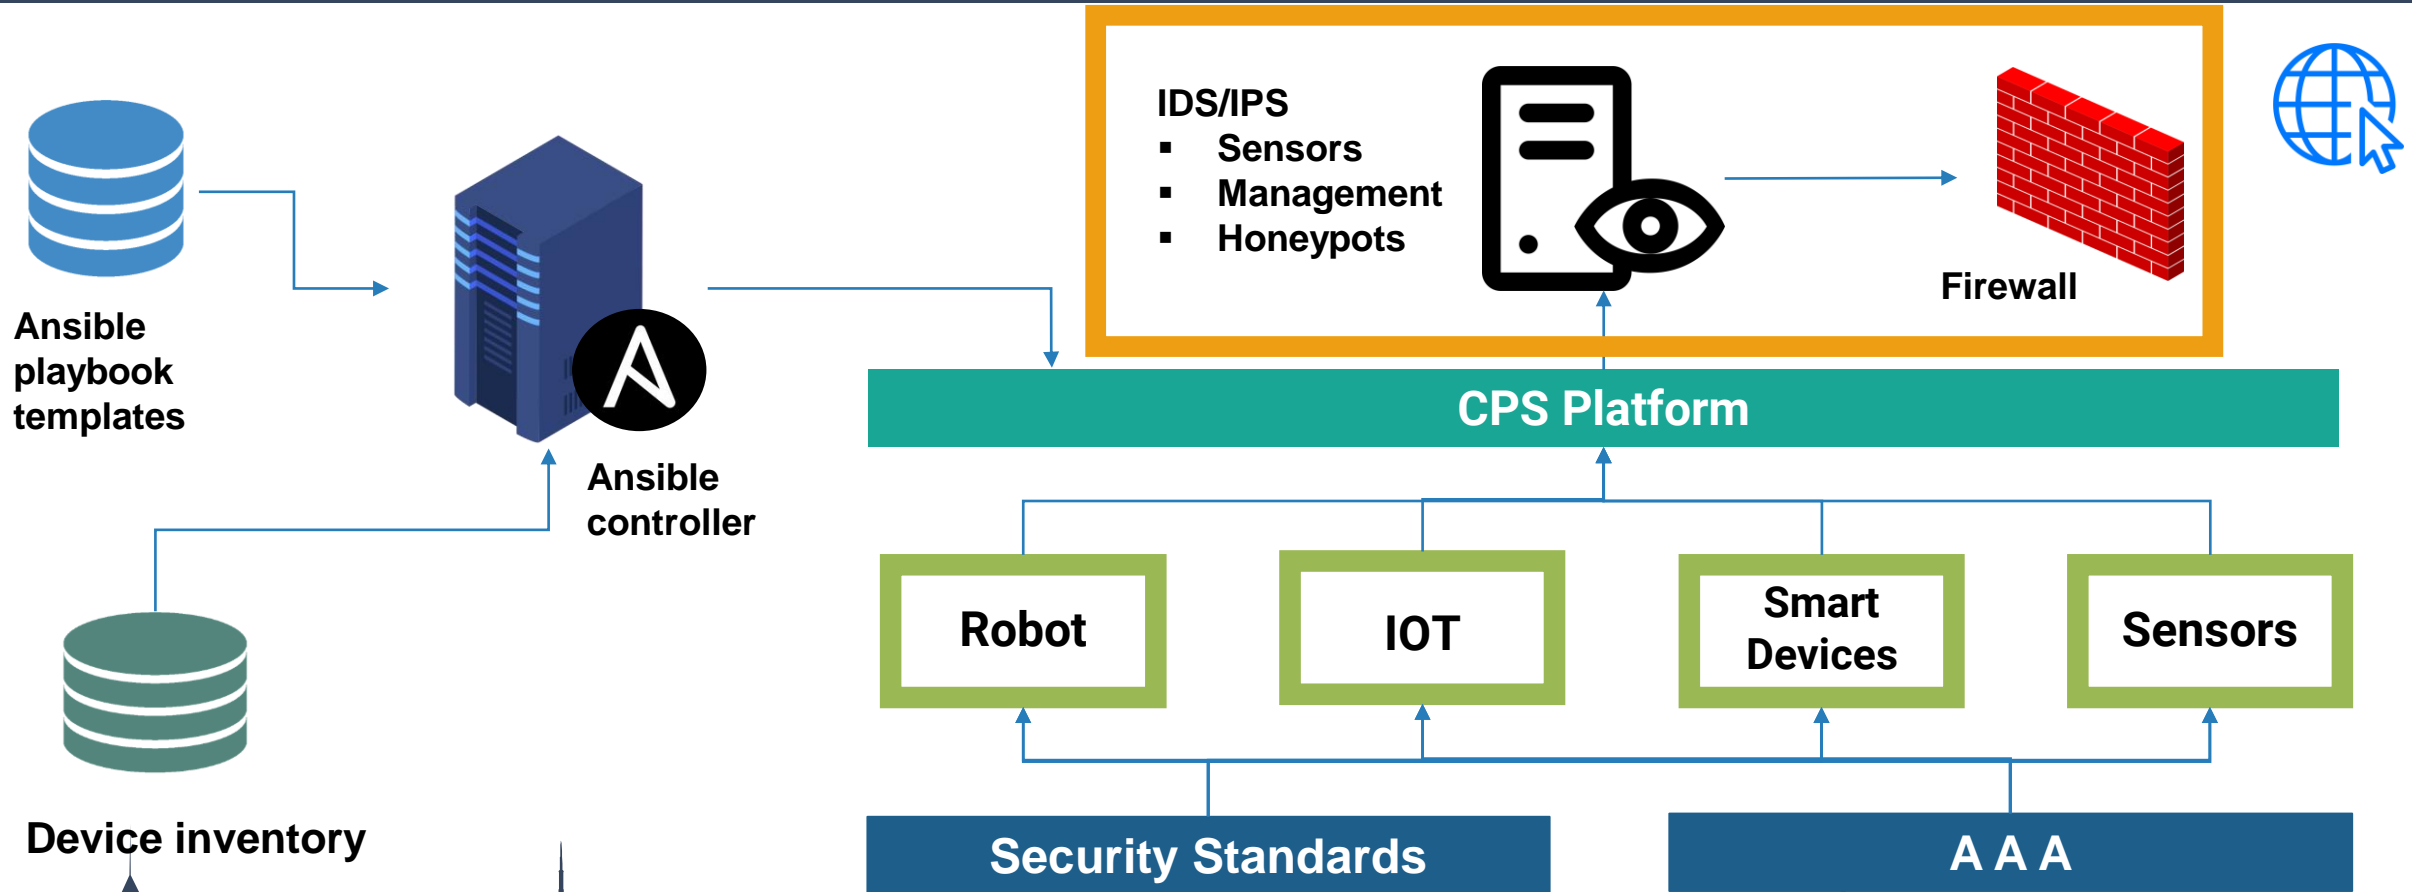 IDS/IPS
▪ Sensors
▪ Management
▪ Honeypots
Firewall
Ansible
playbook
templates
Ansible
controller
CPS Platform
Robot
IOT
Smart
Devices
Sensors
Device inventory
Security Standards
A A A